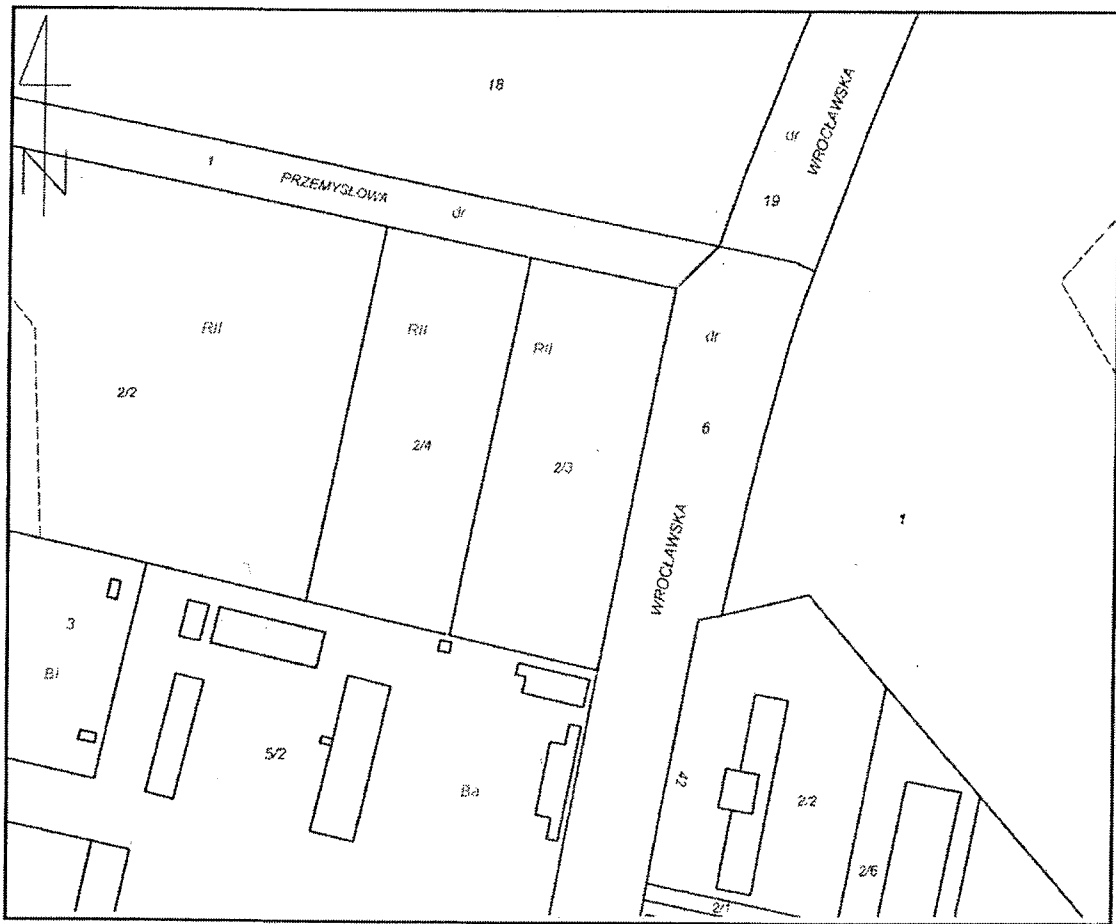 18
dr
WROCŁAWSKA
19
1
PRZEMYSŁOWA
dr
RII
RII
RII
dr
2/2
2/4
2/3
6
WROCŁAWSKA
1
3
BI
5/2
Ba
42
2/2
2/6
2/1